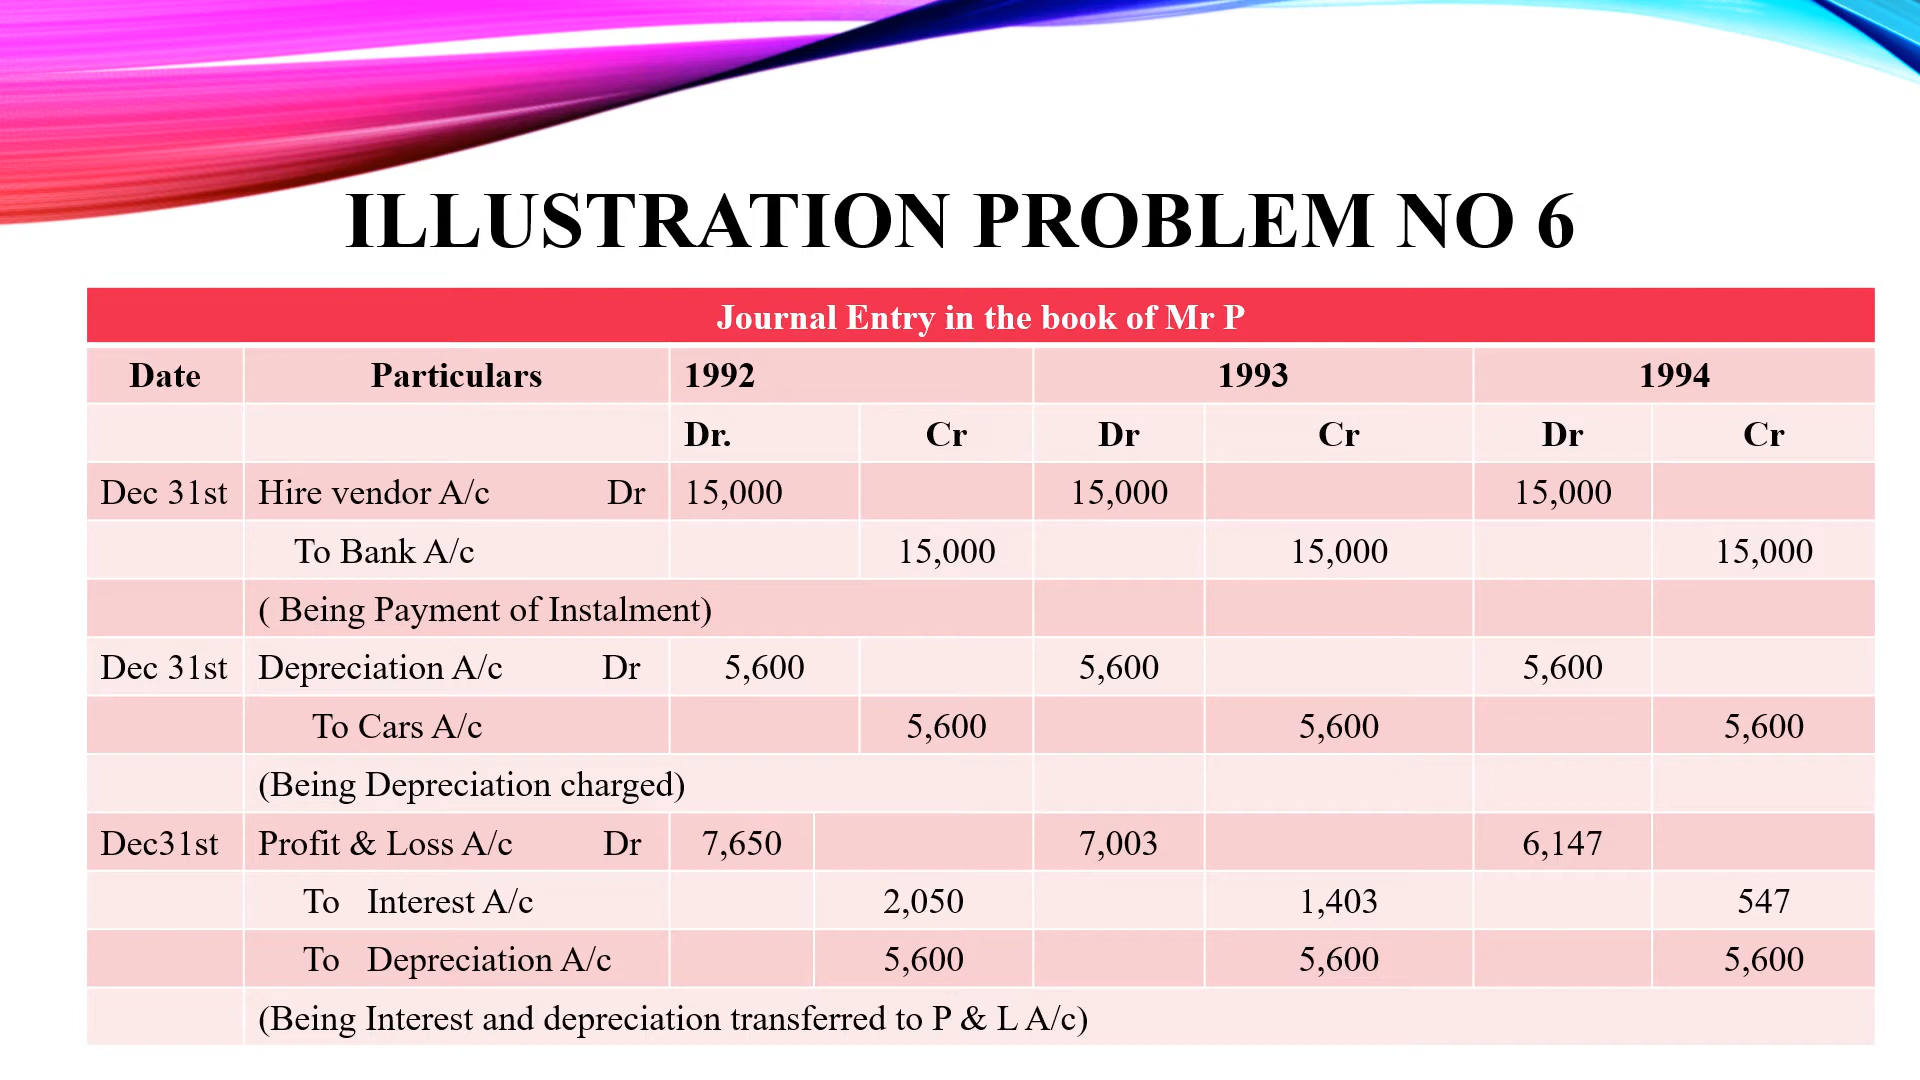 ILLUSTRATION PROBLEM NO 6
Journal Entry in the book of Mr P
Date Particulars 1992 1993 1994
Dr. Cr Dr Cr Dr Cr
Dec 31st Hire vendor A/c Dr 15,000 15,000 15,000
To Bank A/c 15,000 15,000 15,000
( Being Payment of Instalment)
Dec 31st Depreciation A/c Dr 5,600 5,600 5,600
To Cars A/c 5,600 5,600 5,600
(Being Depreciation charged)
Dec31st Profit & Loss A/c Dr 7,650 7,003 6,147
To Interest A/c 2,050 1,403 547
To Depreciation A/c 5,600 5,600 5,600
(Being Interest and depreciation transferred to P & L A/c)